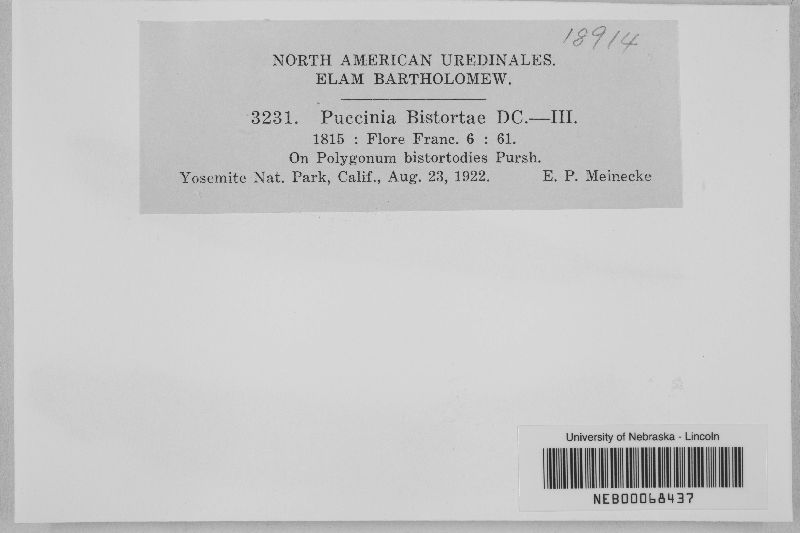 18914
NORTH AMERICAN UREDINALES.
ELAM BARTHOLOMEW.
3231. Puccinia Bistortae DC.—III.
1815 : Flore Franc. 6 : 61.
On Polygonum bistortodies Pursh.
Yosemite Nat. Park, Calif., Aug. 23, 1922. E. P. Meinecke
University of Nebraska - Lincoln
NEB00068437